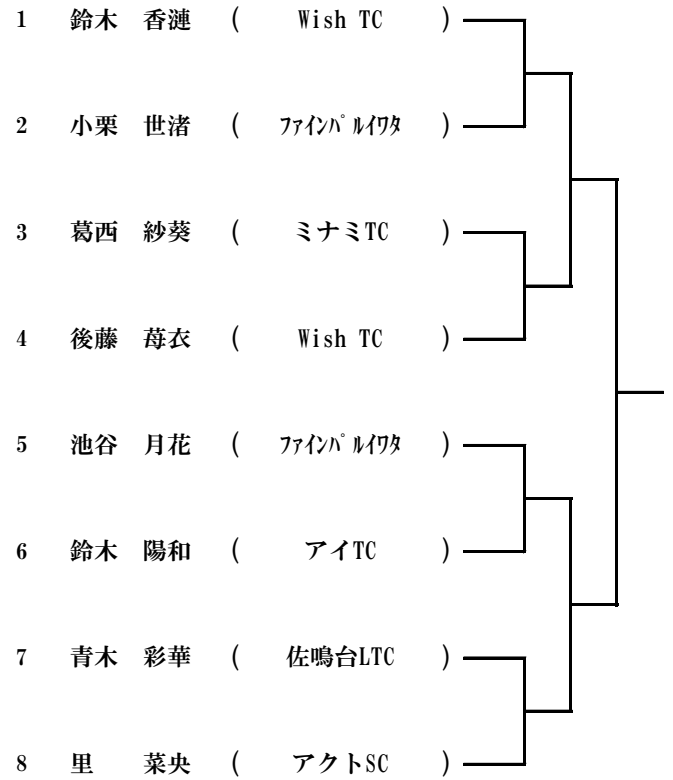 1 鈴木 香漣 ( Wish TC )
2 小栗 世渚 ( ﾌｧｲﾝﾊﾟﾙｲﾜﾀ )
3 葛西 紗葵 ( ミナミTC )
4 後藤 苺衣 ( Wish TC )
5 池谷 月花 ( ﾌｧｲﾝﾊﾟﾙｲﾜﾀ )
6 鈴木 陽和 ( アイTC )
7 青木 彩華 ( 佐鳴台LTC )
8 里 菜央 ( アクトSC )